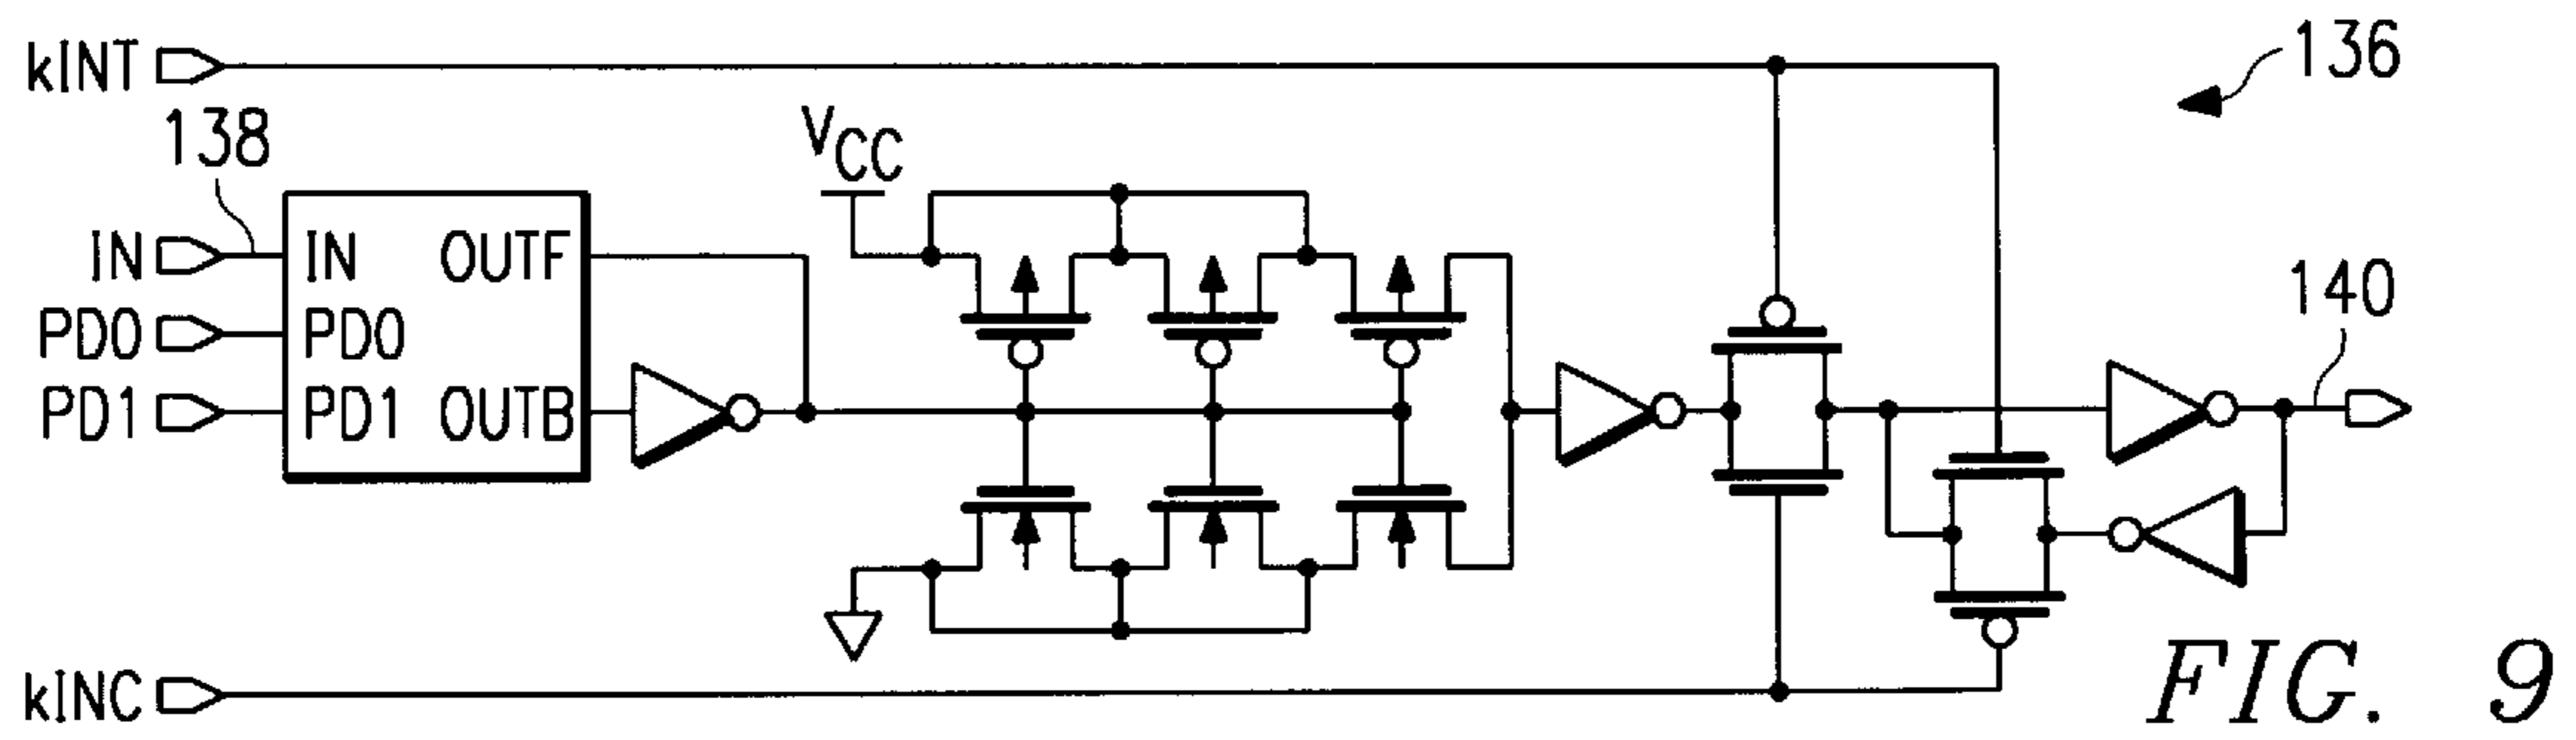 kINT
136
138
VCC
IN
IN OUTF
140
PD0
PD0
PD1
PD1 OUTB
kINC
FIG. 9